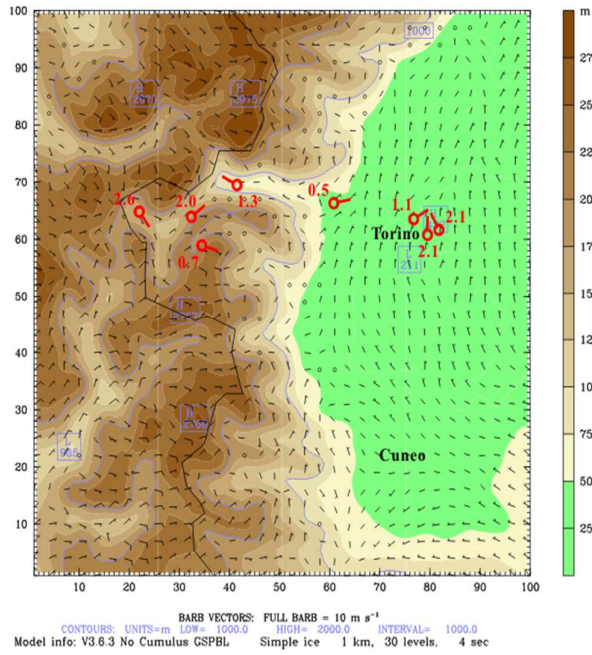 100
m
H
2975
1000
27
90
25
80
22
70
20
2.6
2.0
1.3
0.5
1.1
2.1
60
0.7
Torino
2.1
17
L
211
50
15
H
40
12
30
H
10
L
985
20
Cuneo
75
50
10
25
10 20 30 40 50 60 70 80 90 100
BARB VECTORS: FULL BARB = 10 m s⁻¹
CONTOURS: UNITS=m LOW= 1000.0 HIGH= 2000.0 INTERVAL= 1000.0
Model info: V3.6.3 No Cumulus GSPBL Simple ice 1 km, 30 levels, 4 sec